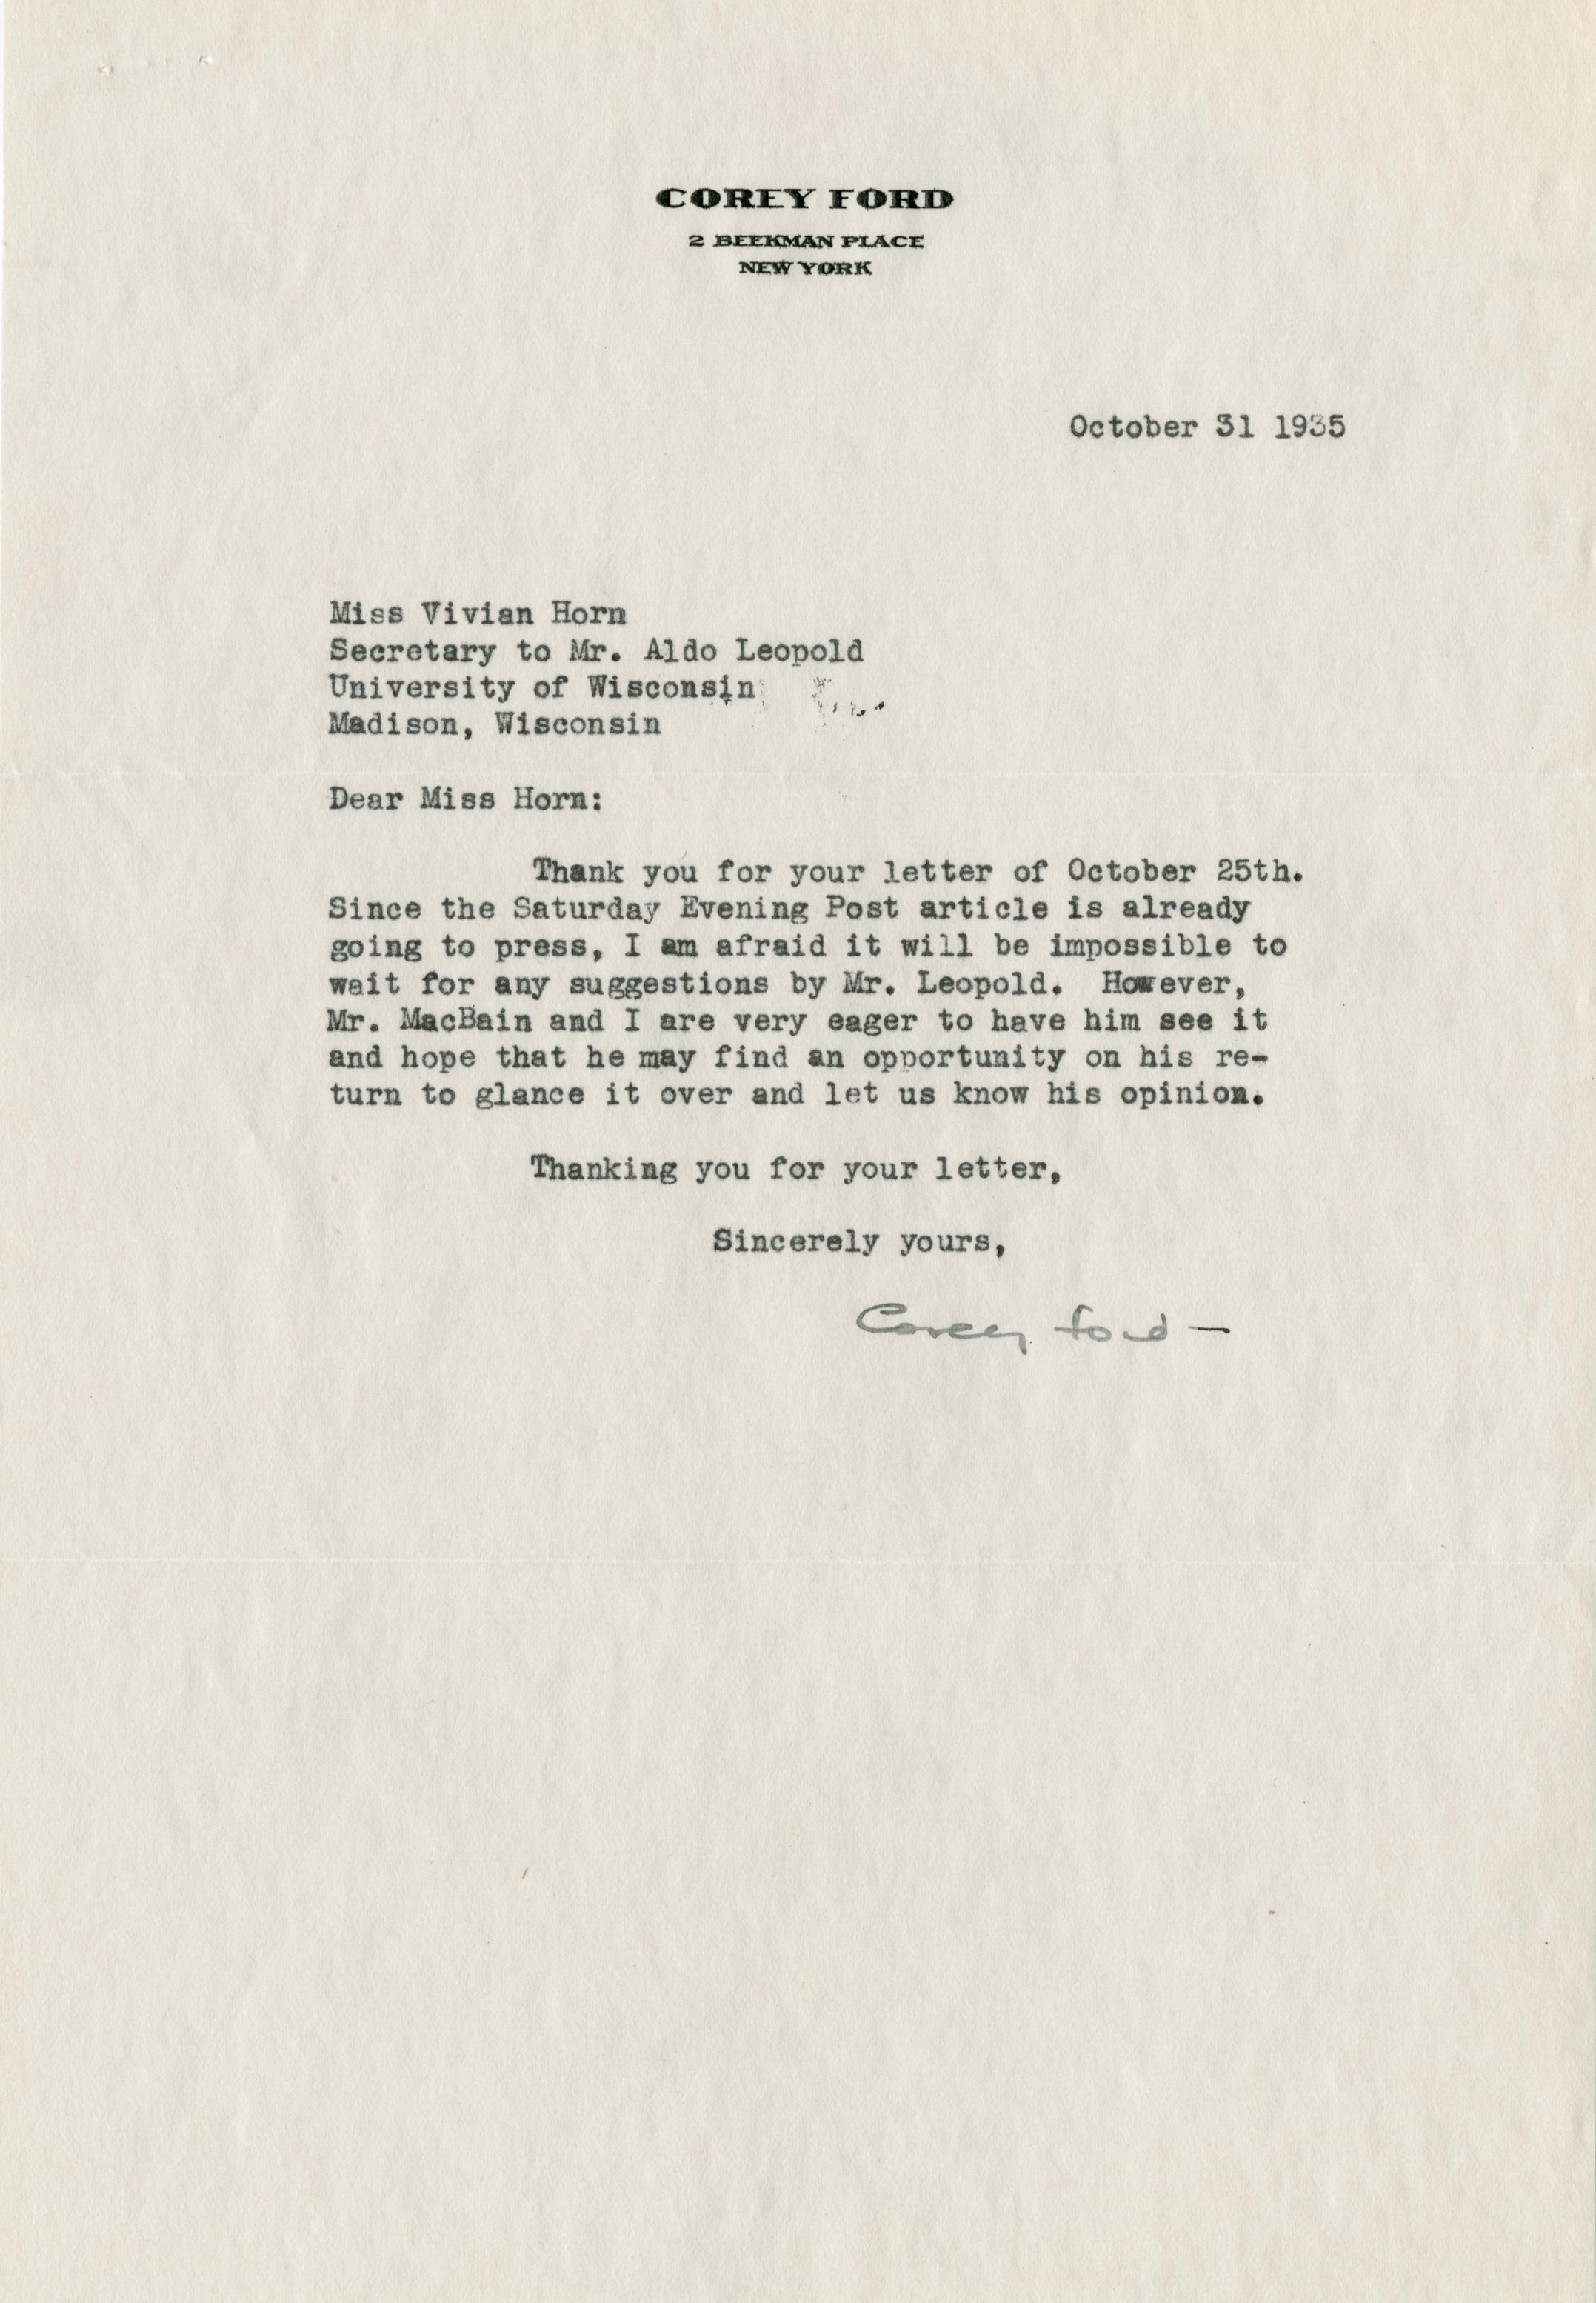 COREY FORD
2 BEEKMAN PLACE
NEW YORK
October 31 1935
Miss Vivian Horn
Secretary to Mr. Aldo Leopold
University of Wisconsin
Madison, Wisconsin
Dear Miss Horn:
Thank you for your letter of October 25th.
Since the Saturday Evening Post article is already
going to press, I am afraid it will be impossible to
wait for any suggestions by Mr. Leopold. However,
Mr. MacBain and I are very eager to have him see it
and hope that he may find an opportunity on his re-
turn to glance it over and let us know his opinion.
Thanking you for your letter,
Sincerely yours,
Corey Ford —